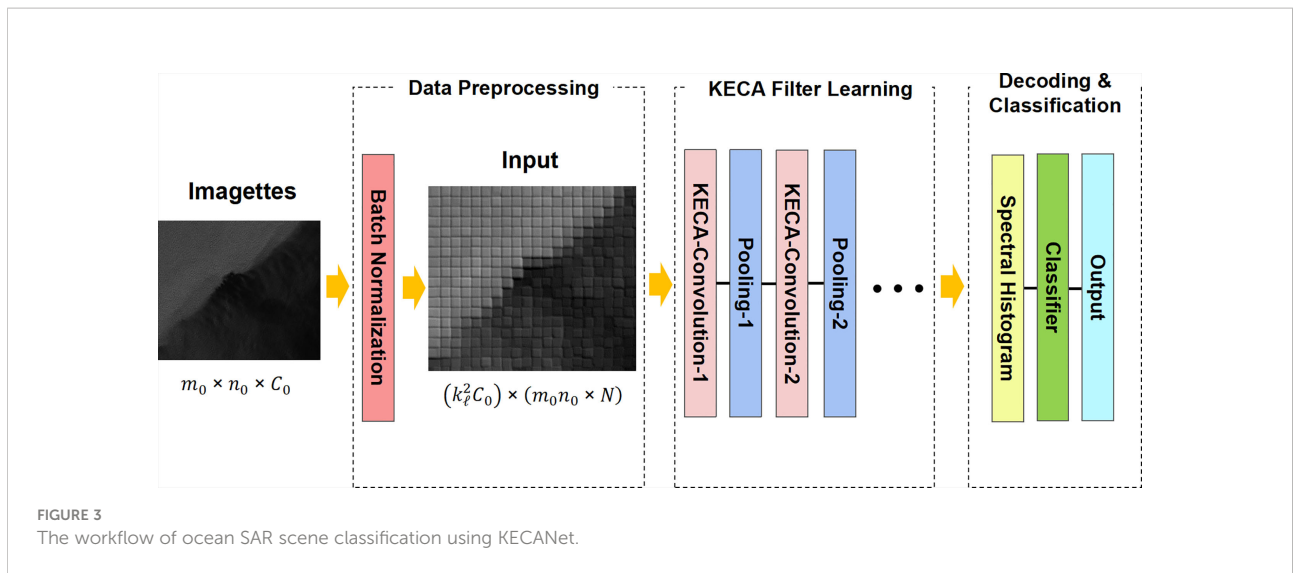 Data Preprocessing
KECA Filter Learning
Decoding &
Classification
Imagettes
m₀ × n₀ × C₀
Batch Normalization
Input
(k²_ℓ C₀) × (m₀n₀ × N)
KECA-Convolution-1
Pooling-1
KECA-Convolution-2
Pooling-2
• • •
Spectral Histogram
Classifier
Output
FIGURE 3
The workflow of ocean SAR scene classification using KECANet.